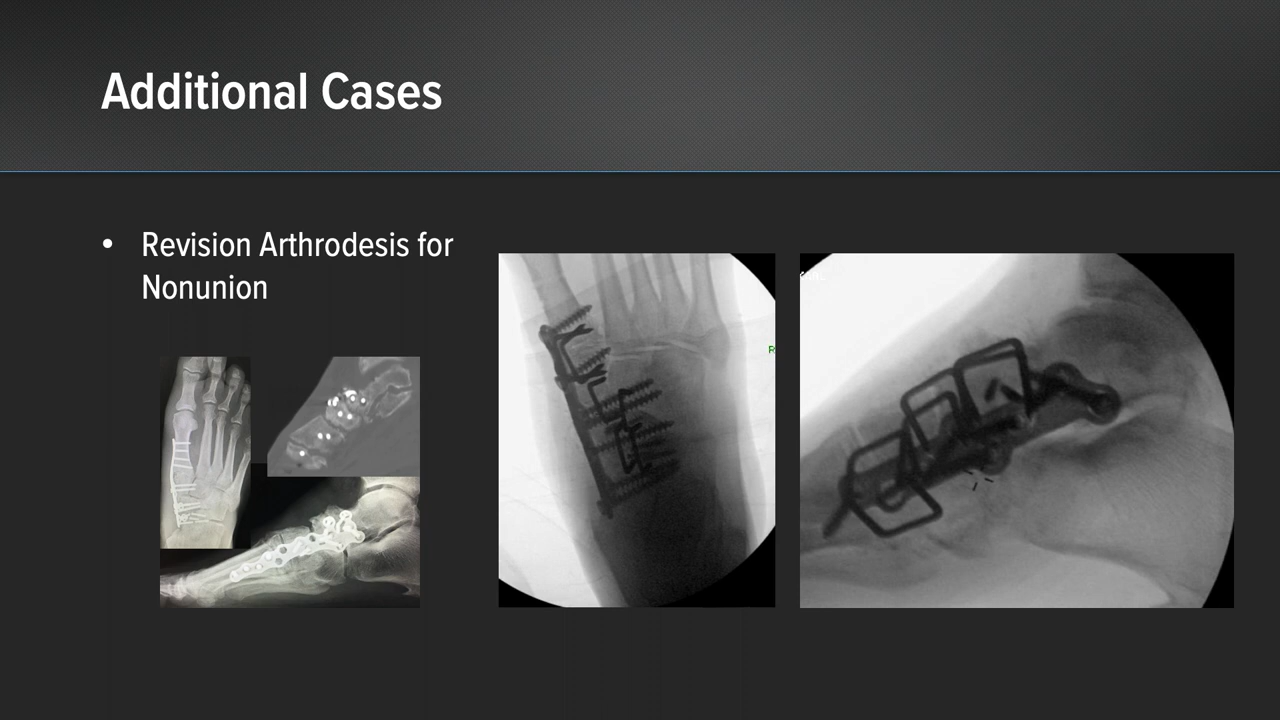 Additional Cases
• Revision Arthrodesis for
Nonunion
R